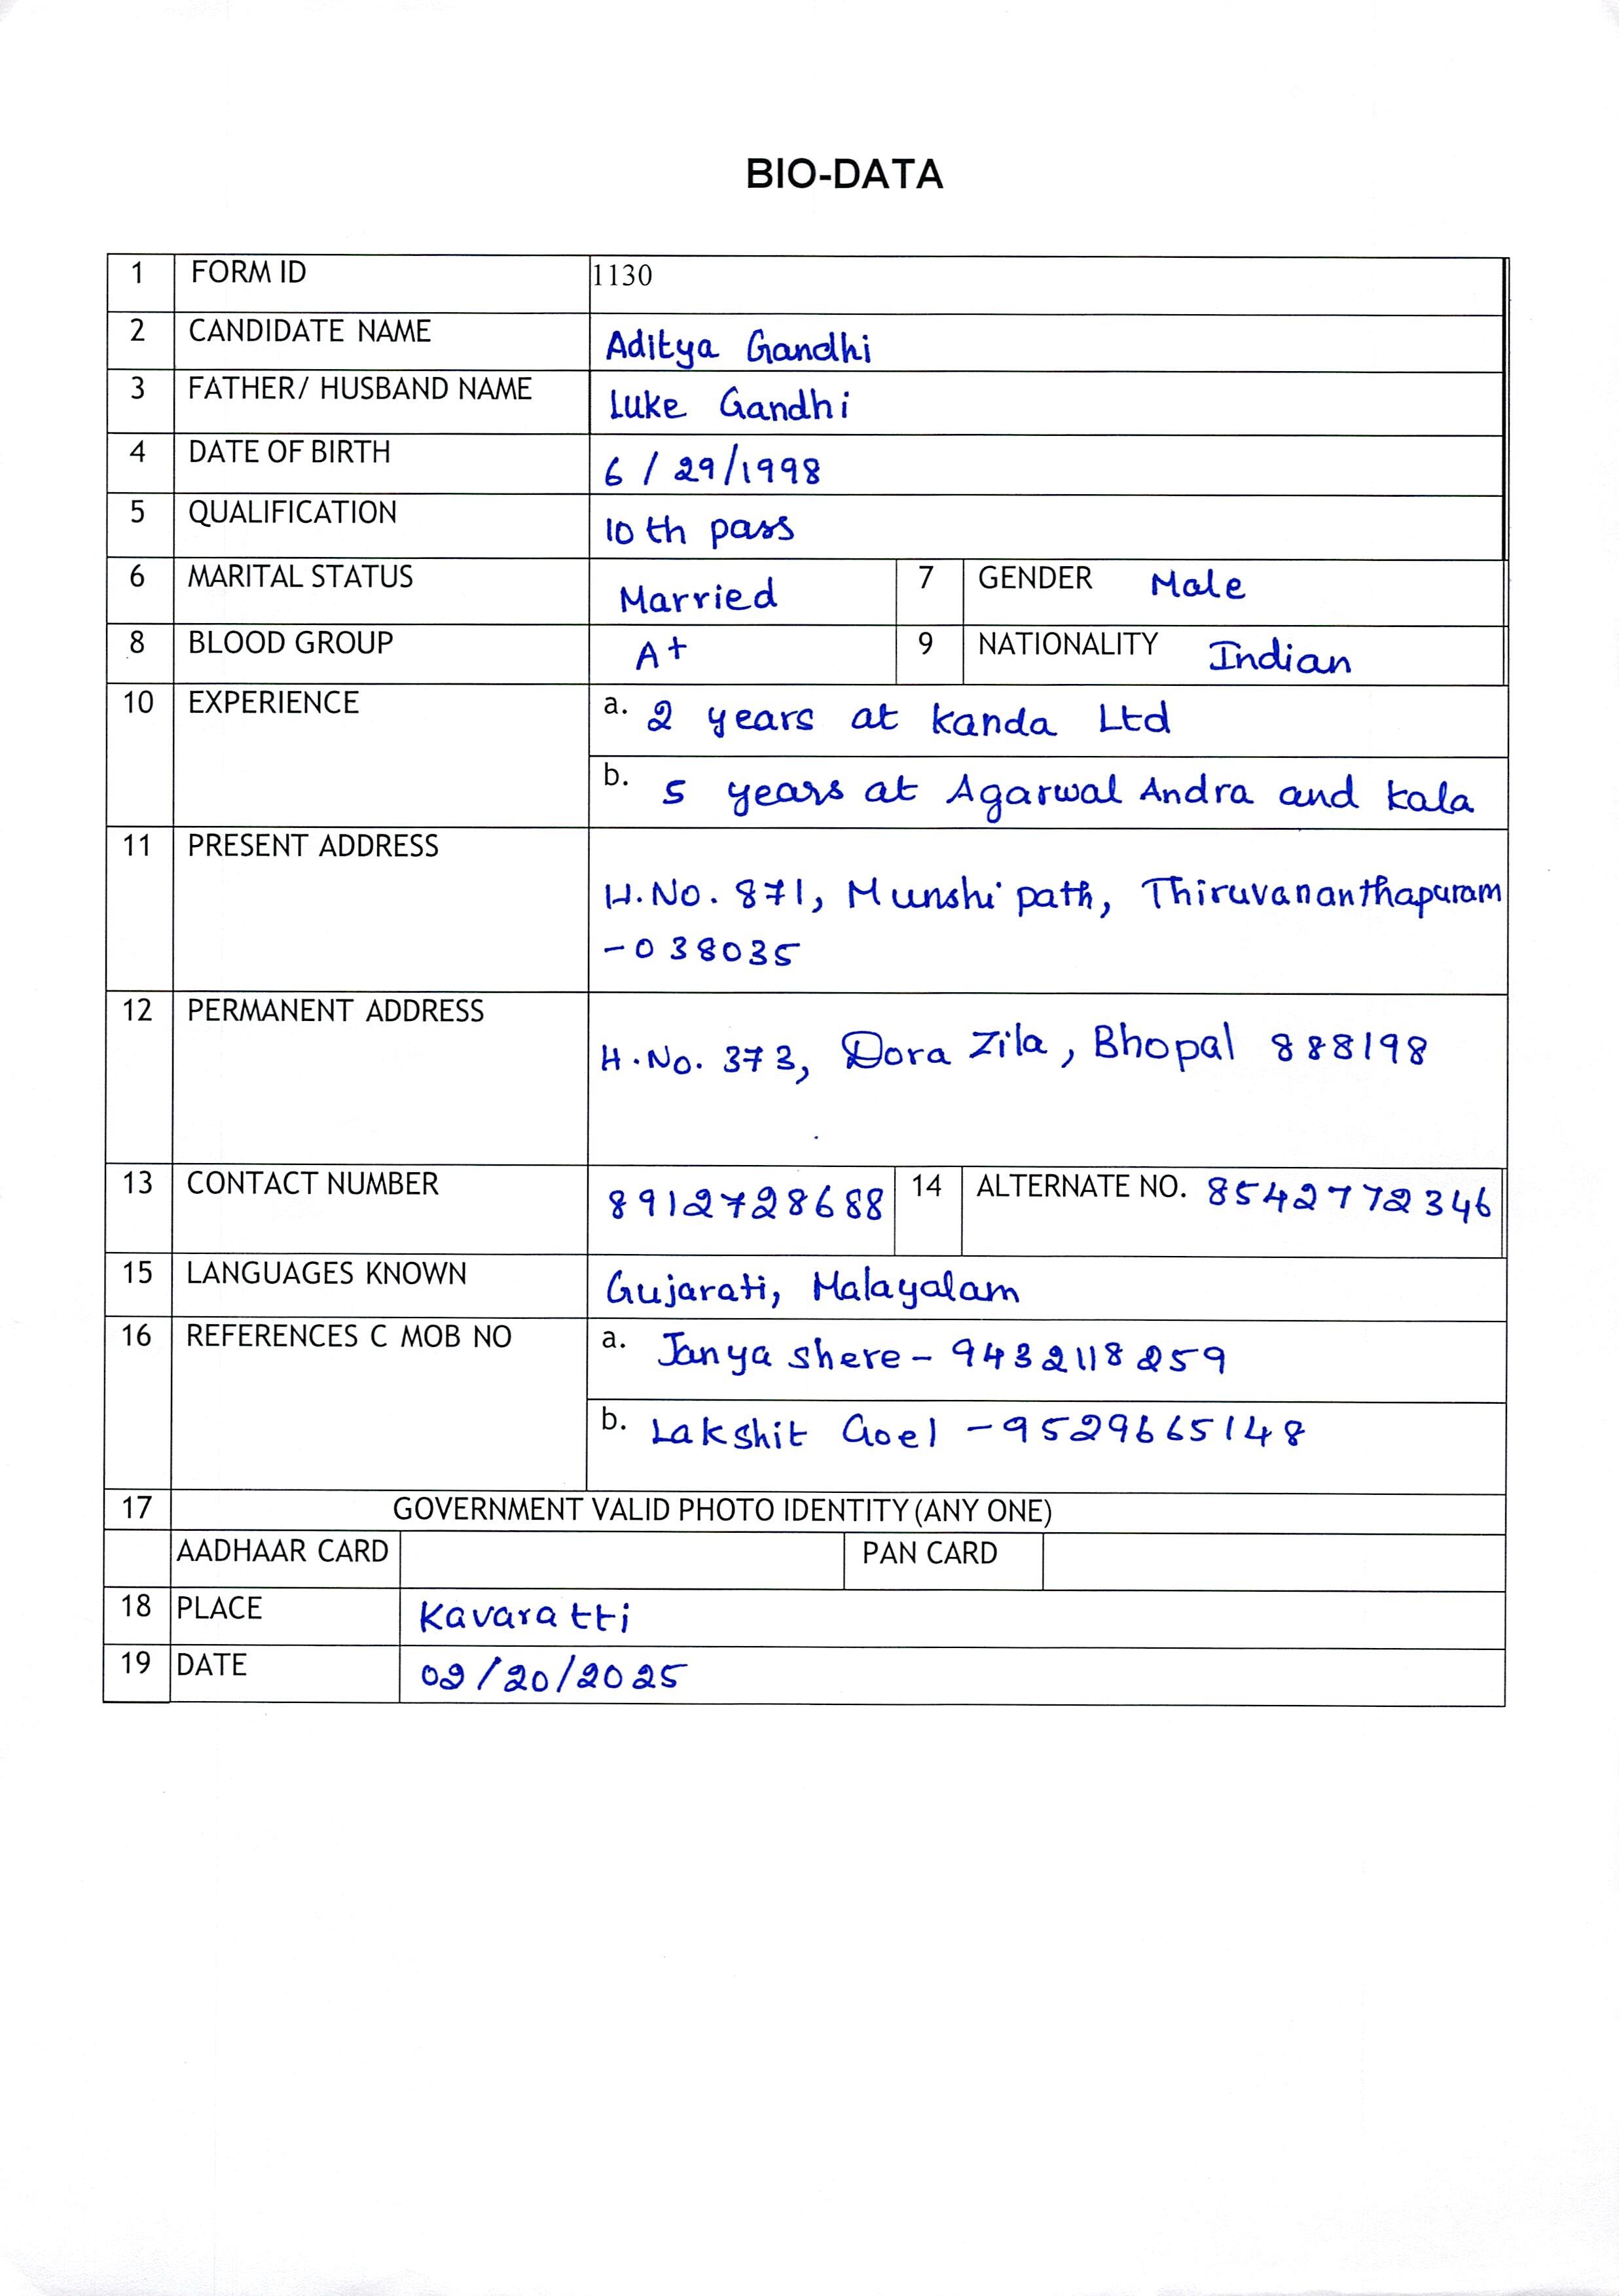 BIO-DATA
1 FORM ID 1130
2 CANDIDATE NAME Aditya Gandhi
3 FATHER/ HUSBAND NAME Luke Gandhi
4 DATE OF BIRTH 6 / 29/1998
5 QUALIFICATION 10th pass
6 MARITAL STATUS Married 7 GENDER Male
8 BLOOD GROUP A+ 9 NATIONALITY Indian
10 EXPERIENCE a. 2 years at Kanda Ltd
b. 5 years at Agarwal Andra and Kala
11 PRESENT ADDRESS
H.No. 871, Munshi path, Thiruvananthapuram
-038035
12 PERMANENT ADDRESS
H.No. 373, Dora Zila, Bhopal 888198
13 CONTACT NUMBER 8912728688 14 ALTERNATE NO. 8542772346
15 LANGUAGES KNOWN Gujarati, Malayalam
16 REFERENCES C MOB NO a. Janya shere - 9432118259
b. Lakshit Goel - 9529665148
17 GOVERNMENT VALID PHOTO IDENTITY (ANY ONE)
AADHAAR CARD PAN CARD
18 PLACE Kavaratti
19 DATE 02/20/2025